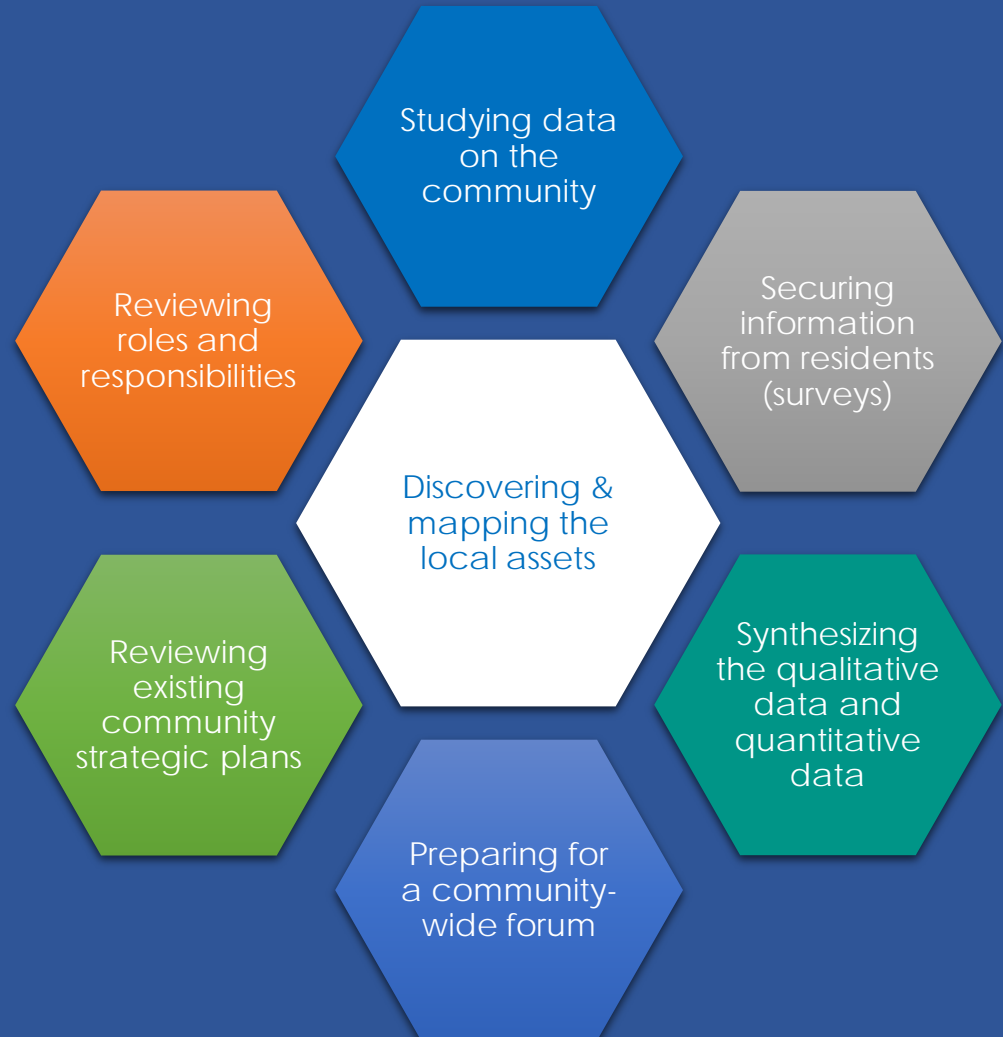 Studying data
on the
community
Reviewing
roles and
responsibilities
Securing
information
from residents
(surveys)
Discovering &
mapping the
local assets
Reviewing
existing
community
strategic plans
Synthesizing
the qualitative
data and
quantitative
data
Preparing for
a community-
wide forum